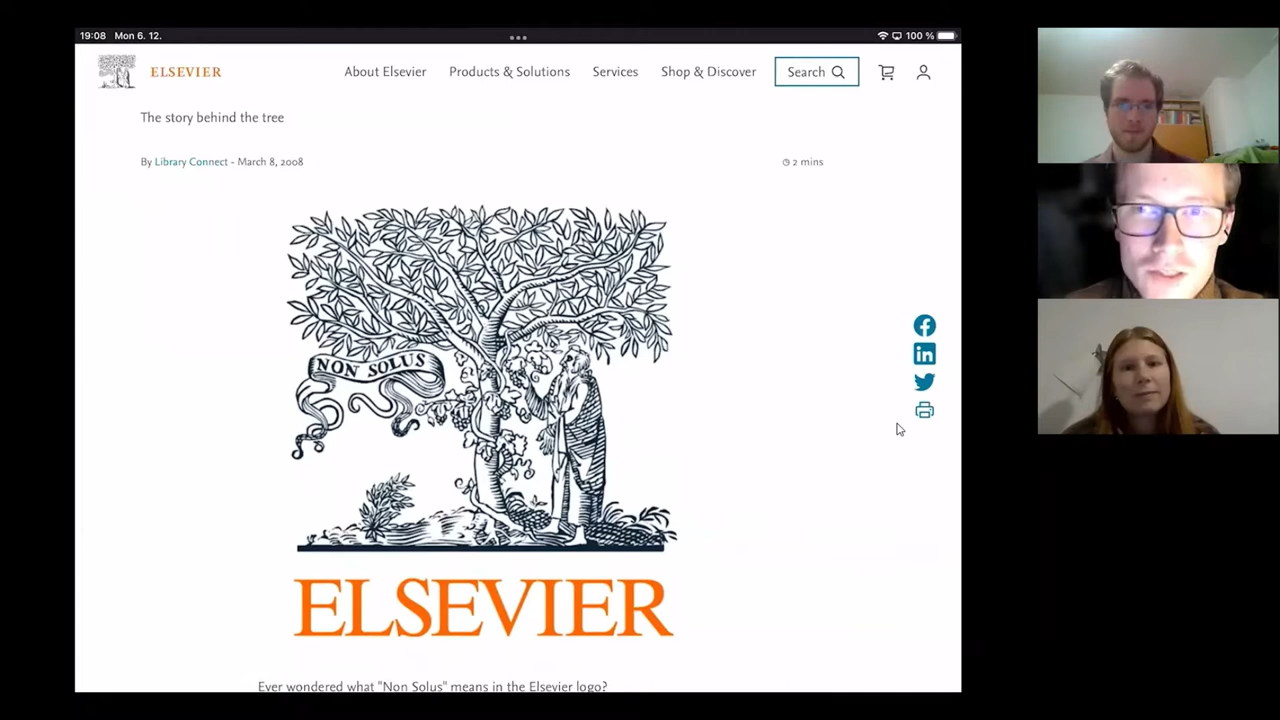 19:08 Mon 6. 12.
100 %
ELSEVIER
About Elsevier Products & Solutions Services Shop & Discover Search
The story behind the tree
By Library Connect - March 8, 2008
2 mins
NON SOLUS
ELSEVIER
Ever wondered what "Non Solus" means in the Elsevier logo?